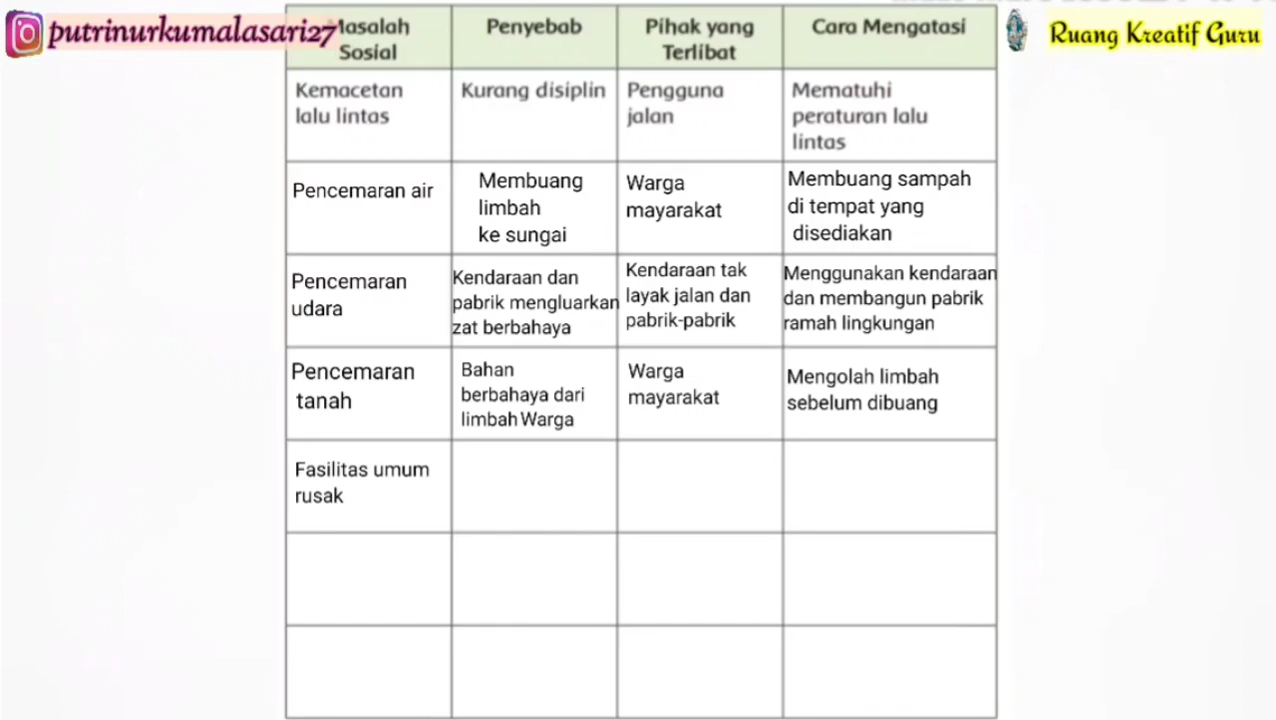 putrinurkumalasari27
Ruang Kreatif Guru
Masalah Sosial
Penyebab
Pihak yang Terlibat
Cara Mengatasi
Kemacetan
lalu lintas
Kurang disiplin
Pengguna
jalan
Mematuhi
peraturan lalu
lintas
Pencemaran air
Membuang
limbah
ke sungai
Warga
mayarakat
Membuang sampah
di tempat yang
disediakan
Pencemaran
udara
Kendaraan dan
pabrik mengluarkan
zat berbahaya
Kendaraan tak
layak jalan dan
pabrik-pabrik
Menggunakan kendaraan
dan membangun pabrik
ramah lingkungan
Pencemaran
tanah
Bahan
berbahaya dari
limbah Warga
Warga
mayarakat
Mengolah limbah
sebelum dibuang
Fasilitas umum
rusak